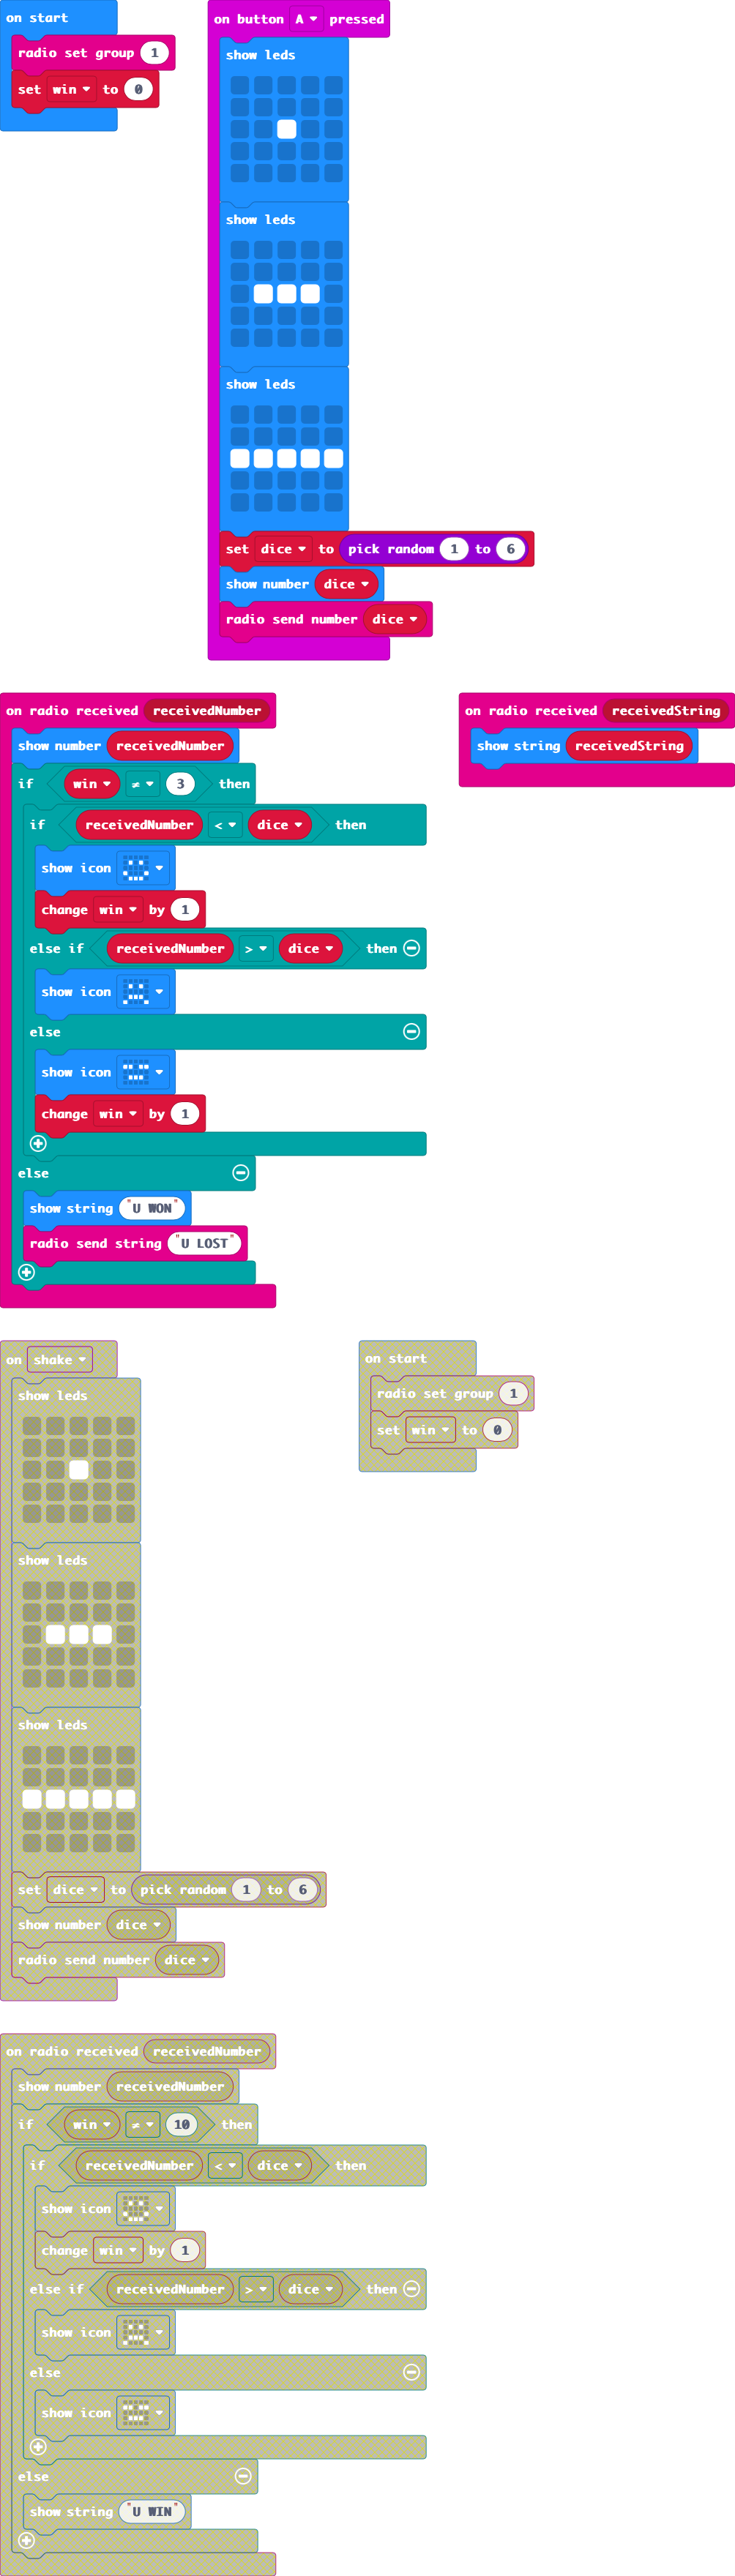 on start
radio set group 1
set win to 0
on button A pressed
show leds
show leds
show leds
set dice to pick random 1 to 6
show number dice
radio send number dice
on radio received receivedNumber
show number receivedNumber
if win ≠ 3 then
if receivedNumber < dice then
show icon
change win by 1
else if receivedNumber > dice then
show icon
else
show icon
change win by 1
else
show string "U WON"
radio send string "U LOST"
on radio received receivedString
show string receivedString
on shake
show leds
show leds
show leds
set dice to pick random 1 to 6
show number dice
radio send number dice
on start
radio set group 1
set win to 0
on radio received receivedNumber
show number receivedNumber
if win ≠ 10 then
if receivedNumber < dice then
show icon
change win by 1
else if receivedNumber > dice then
show icon
else
show icon
else
show string "U WIN"